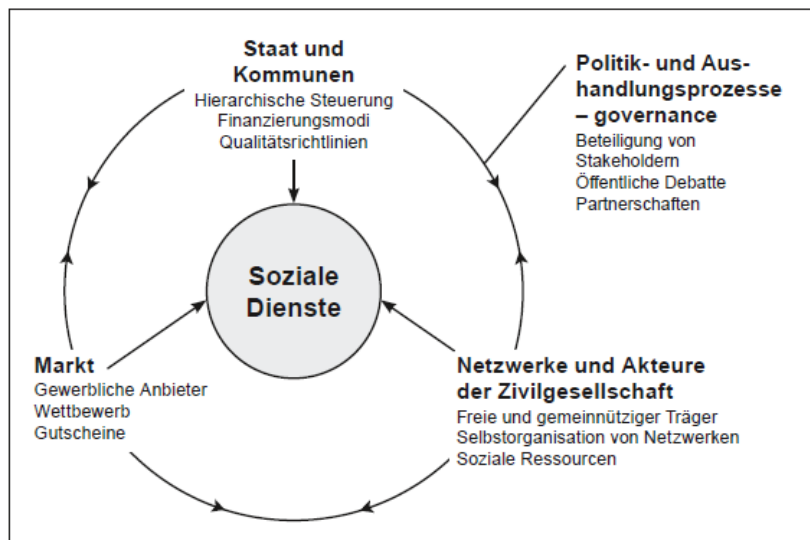 Staat und
Kommunen
Hierarchische Steuerung
Finanzierungsmodi
Qualitätsrichtlinien
Politik- und Aus-
handlungsprozesse
– governance
Beteiligung von
Stakeholdern
Öffentliche Debatte
Partnerschaften
Soziale
Dienste
Markt
Gewerbliche Anbieter
Wettbewerb
Gutscheine
Netzwerke und Akteure
der Zivilgesellschaft
Freie und gemeinnütziger Träger
Selbstorganisation von Netzwerken
Soziale Ressourcen